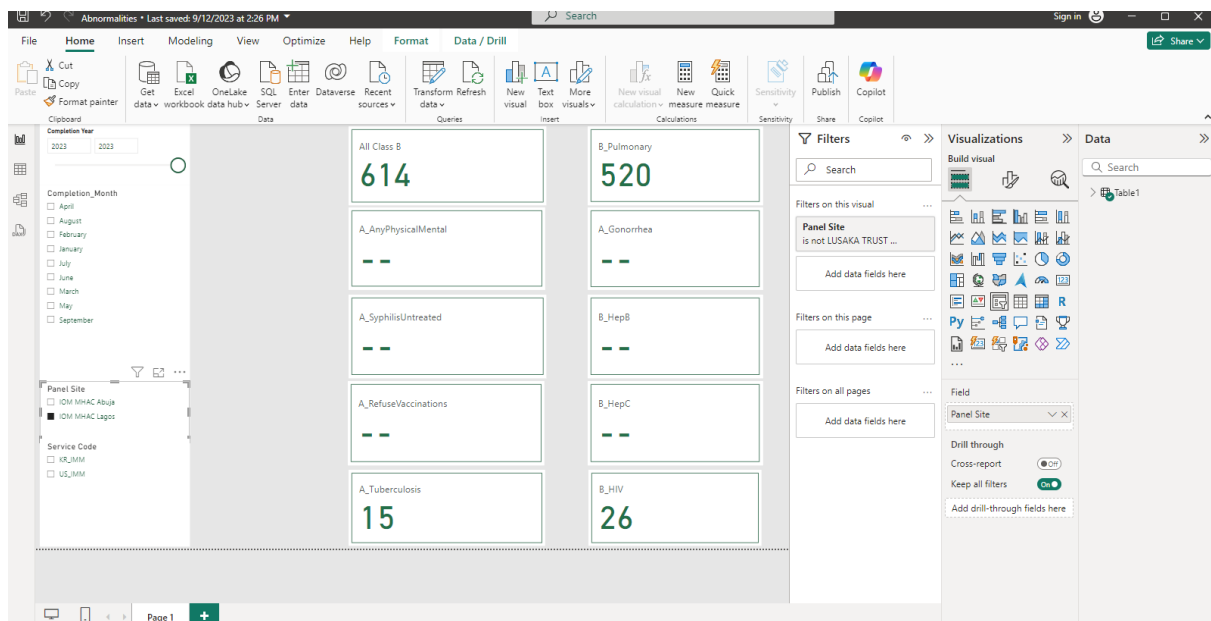 Abnormalities • Last saved: 9/12/2023 at 2:26 PM
Search
Sign in
File Home Insert Modeling View Optimize Help Format Data / Drill
Share
Paste
Cut
Copy
Format painter
Clipboard
Get data
Excel workbook
OneLake data hub
SQL Server
Enter data
Dataverse
Recent sources
Data
Transform data
Refresh
Queries
New visual
Text box
More visuals
Insert
New visual calculation
New measure
Quick measure
Calculations
Sensitivity
Sensitivity
Publish
Share
Copilot
Copilot
Completion Year
2023 2023
Completion_Month
April
August
February
January
July
June
March
May
September
Panel Site
IOM MHAC Abuja
IOM MHAC Lagos
Service Code
KR_IMM
US_IMM
All Class B
614
B_Pulmonary
520
A_AnyPhysicalMental
--
A_Gonorrhea
--
A_SyphilisUntreated
--
B_HepB
--
A_RefuseVaccinations
--
B_HepC
--
A_Tuberculosis
15
B_HIV
26
Filters
Search
Filters on this visual ...
Panel Site
is not LUSAKA TRUST ...
Add data fields here
Filters on this page ...
Add data fields here
Filters on all pages ...
Add data fields here
Visualizations
Build visual
123
R
Py
...
Field
Panel Site
Drill through
Cross-report Off
Keep all filters On
Add drill-through fields here
Data
Search
Table1
Page 1
+